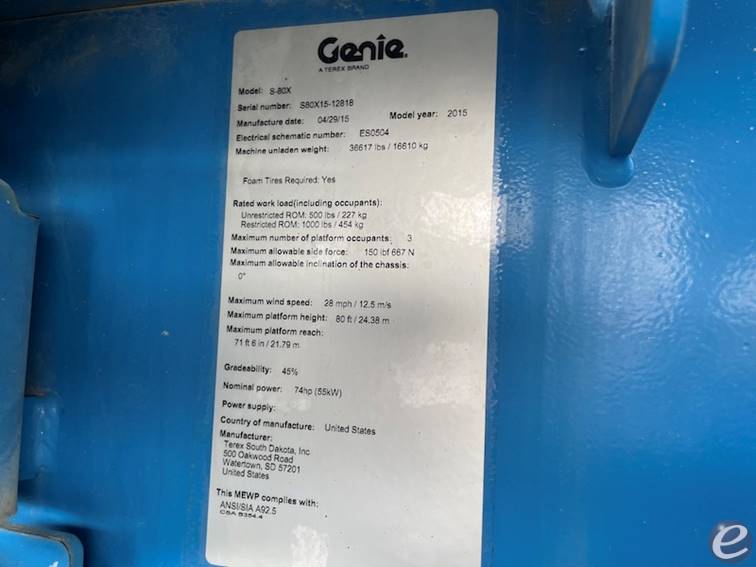 Genie.
A TEREX BRAND
Model: S-80X
Serial number: S80X15-12818
Manufacture date: 04/29/15 Model year: 2015
Electrical schematic number: ES0504
Machine unladen weight: 36617 lbs / 16610 kg
Foam Tires Required: Yes
Rated work load(including occupants):
Unrestricted ROM: 500 lbs / 227 kg
Restricted ROM: 1000 lbs / 454 kg
Maximum number of platform occupants: 3
Maximum allowable side force: 150 lbf 667 N
Maximum allowable inclination of the chassis:
0°
Maximum wind speed: 28 mph / 12.5 m/s
Maximum platform height: 80 ft / 24.38 m
Maximum platform reach:
71 ft 6 in / 21.79 m
Gradeability: 45%
Nominal power: 74hp (55kW)
Power supply:
Country of manufacture: United States
Manufacturer:
Terex South Dakota, Inc
500 Oakwood Road
Watertown, SD 57201
United States
This MEWP complies with:
ANSI/SIA A92.5
CSA B354.4
e